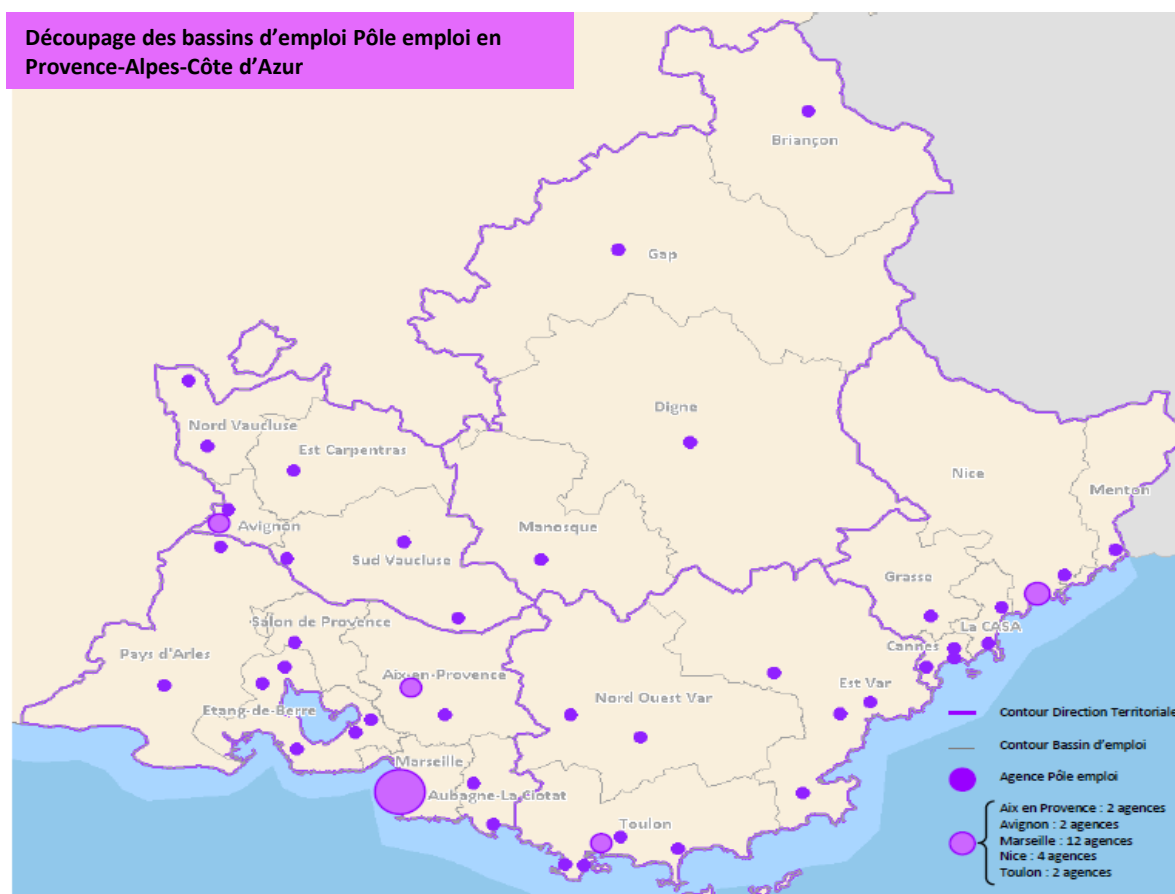 Découpage des bassins d’emploi Pôle emploi en
Provence-Alpes-Côte d’Azur
Briançon
Gap
Digne
Nord Vaucluse
Est Carpentras
Nice
Menton
Avignon
Manosque
Sud Vaucluse
Grasse
Salon de Provence
La CASA
Pays d'Arles
Cannes
Aix-en-Provence
Est Var
Nord Ouest Var
Etang-de-Berre
Marseille
Aubagne-La Ciotat
Toulon
Contour Direction Territoriale
Contour Bassin d’emploi
Agence Pôle emploi
Aix en Provence : 2 agences
Avignon : 2 agences
Marseille : 12 agences
Nice : 4 agences
Toulon : 2 agences